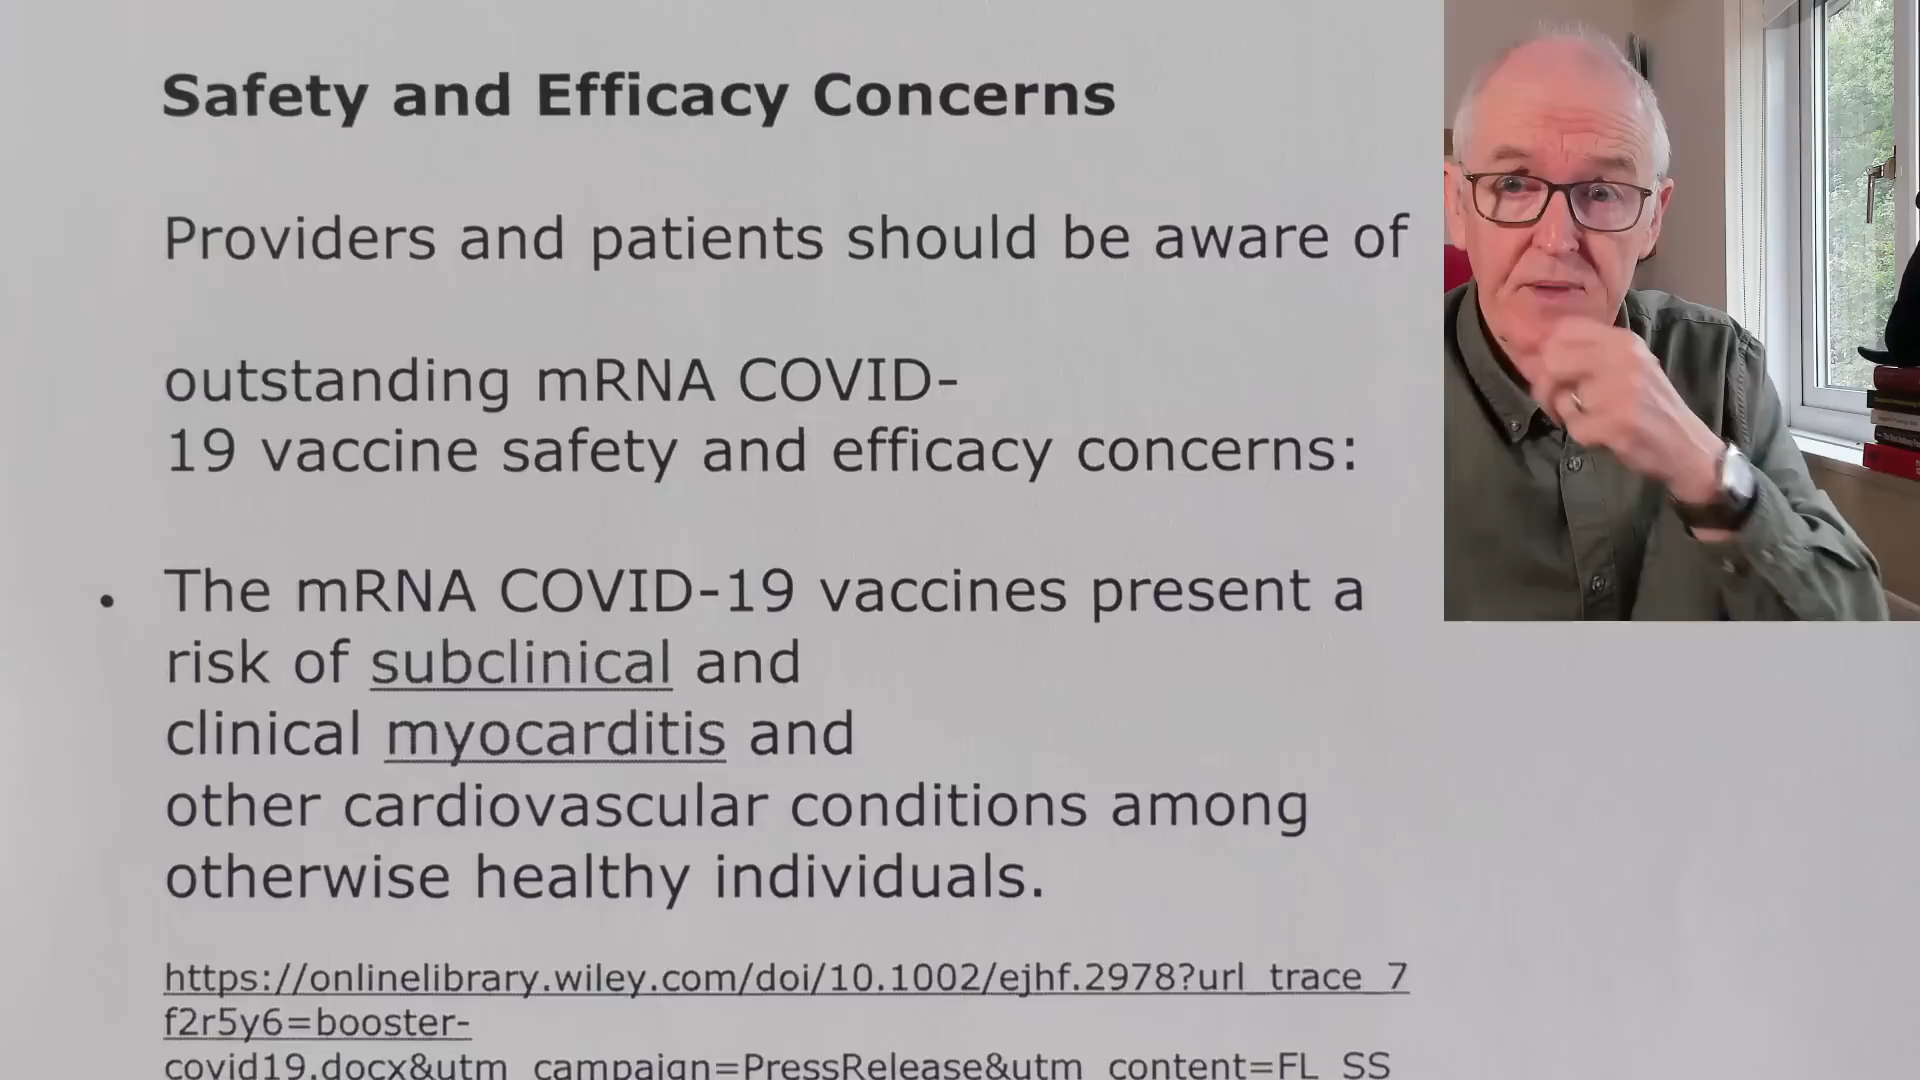 Safety and Efficacy Concerns
Providers and patients should be aware of
outstanding mRNA COVID-
19 vaccine safety and efficacy concerns:
• The mRNA COVID-19 vaccines present a
risk of subclinical and
clinical myocarditis and
other cardiovascular conditions among
otherwise healthy individuals.
https://onlinelibrary.wiley.com/doi/10.1002/ejhf.2978?url_trace_7
f2r5y6=booster-
covid19.docx&utm_campaign=PressRelease&utm_content=FL_SS